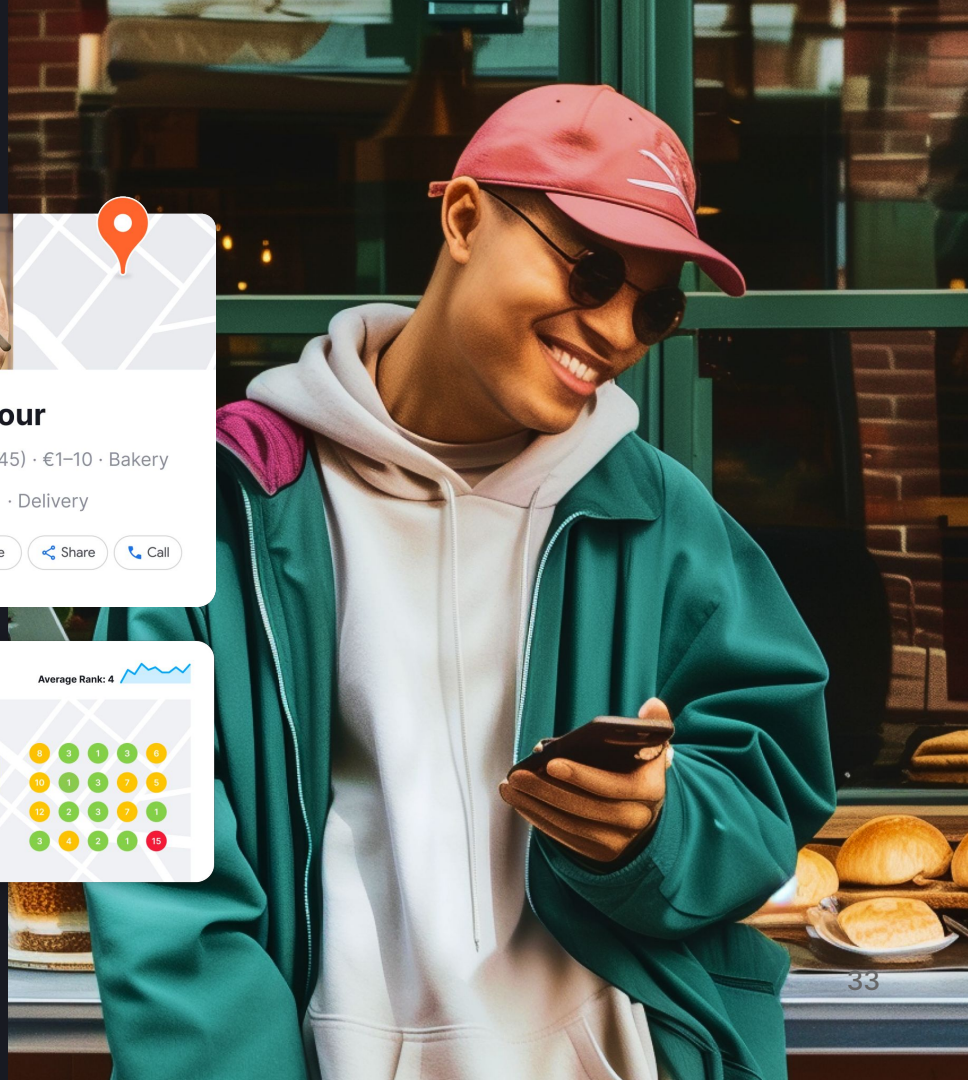 our
45) · €1–10 · Bakery
· Delivery
e Share Call
Average Rank: 4
8 3 1 3 6
10 1 3 7 5
12 2 3 7 1
3 4 2 1 15
33